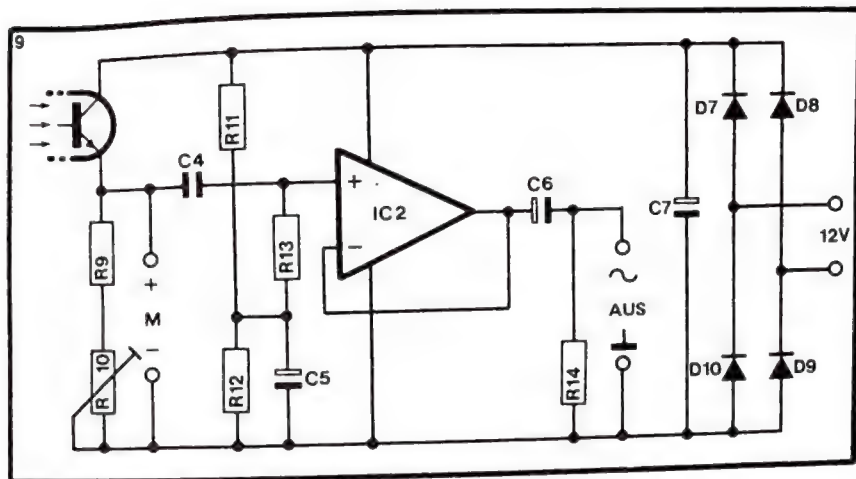 9
R11
D7
D8
C4
+
IC2
−
C6
C7
12V
R9
+
M
−
R13
~
AUS
R 10
R12
C5
R14
D10
D9